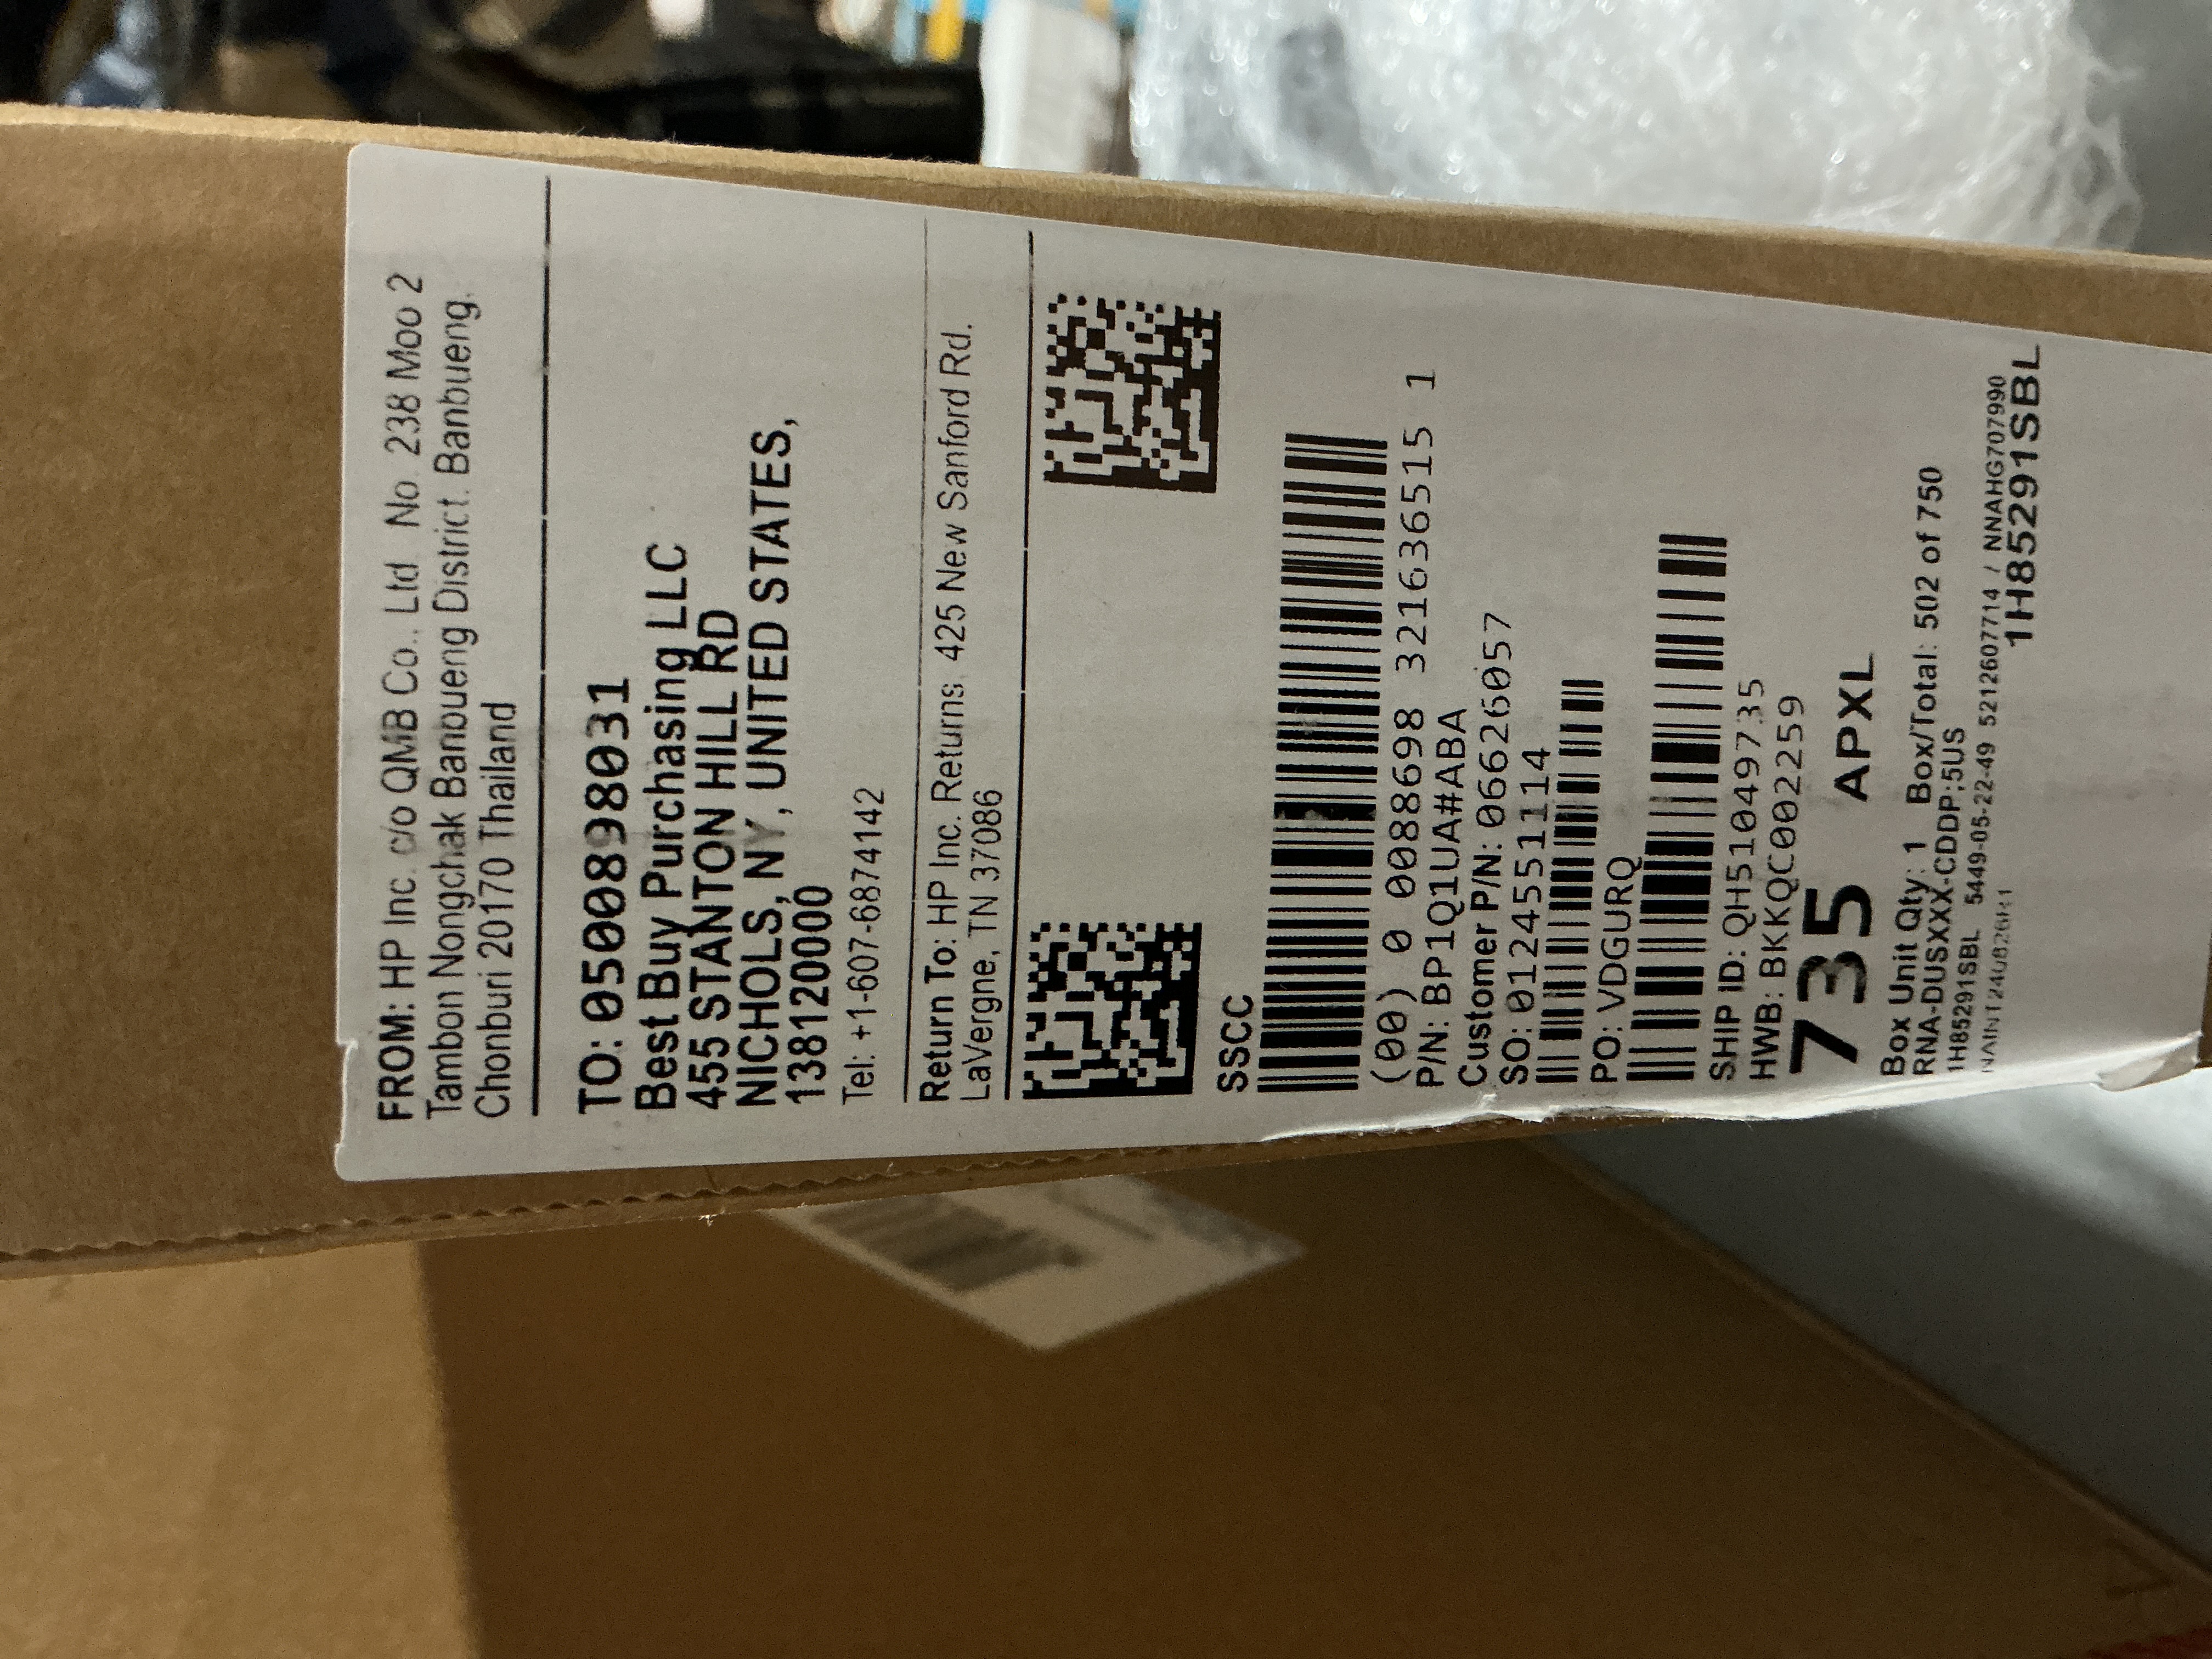 FROM: HP Inc. c/o QMB Co., Ltd. No. 238 Moo 2
Tambon Nongchak Banbueng District. Banbueng.
Chonburi 20170 Thailand
TO: 0500898031
Best Buy Purchasing LLC
455 STANTON HILL RD
NICHOLS, NY, UNITED STATES,
138120000
Tel: +1-607-6874142
Return To: HP Inc. Returns. 425 New Sanford Rd.
LaVergne, TN 37086
SSCC
(00) 0 0088698 321636515 1
P/N: BP1Q1UA#ABA
Customer P/N: 066626057
SO: 0124551114
PO: VDGURQ
SHIP ID: QH51049735
HWB: BKKQC002259
735 APXL
Box Unit Qty: 1 Box/Total: 502 of 750
RNA-DUSXXX-CDDP;5US
1H85291SBL 5449-05-22-49 5212607714 / NAHG707990
1H85291SBL